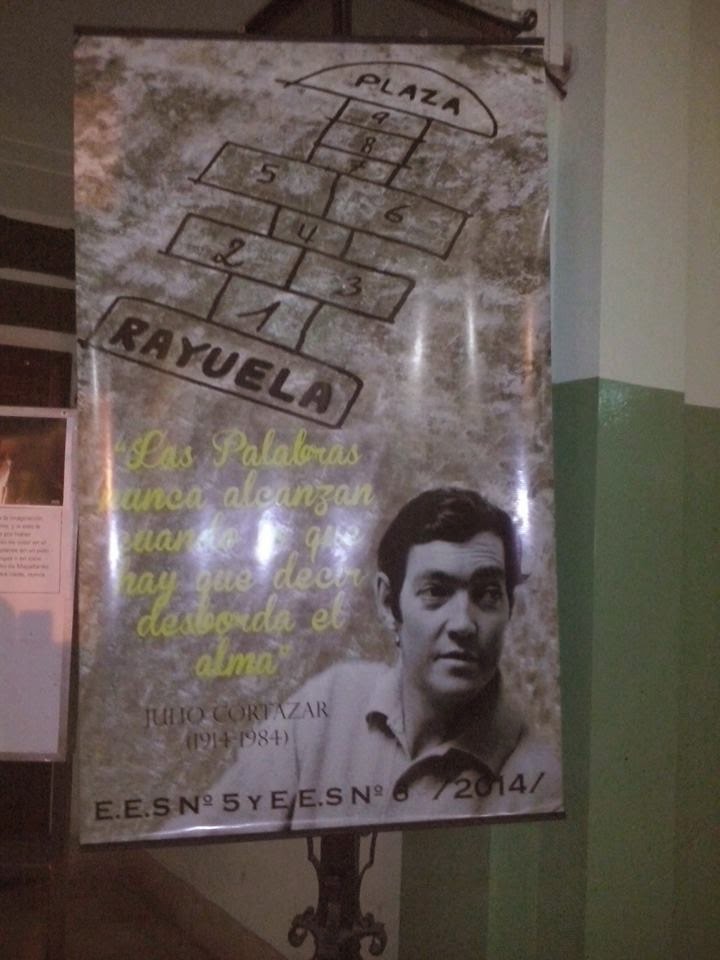 PLAZA
9
8
7
5 6
4
2 3
1
RAYUELA
“Las Palabras
nunca alcanzan
cuando lo que
hay que decir
desborda el
alma”
JULIO CORTAZAR
(1914-1984)
E.E.S Nº 5 Y E.E.S Nº 6 /2014/